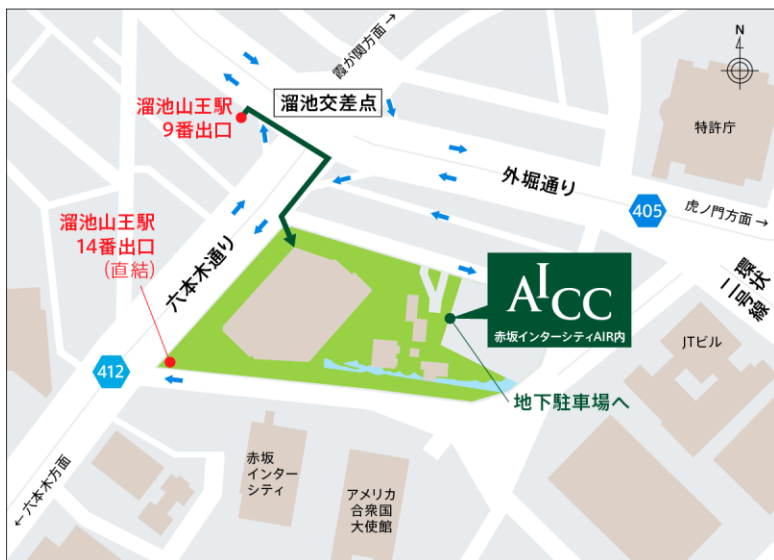 霞が関方面→
N
溜池山王駅
9番出口
溜池交差点
特許庁
外堀通り
405
虎ノ門方面→
溜池山王駅
14番出口
(直結)
六本木通り
環状
二号線
AICC
赤坂インターシティAIR内
JTビル
412
地下駐車場へ
赤坂
インター
シティ
アメリカ
合衆国
大使館
←六本木方面